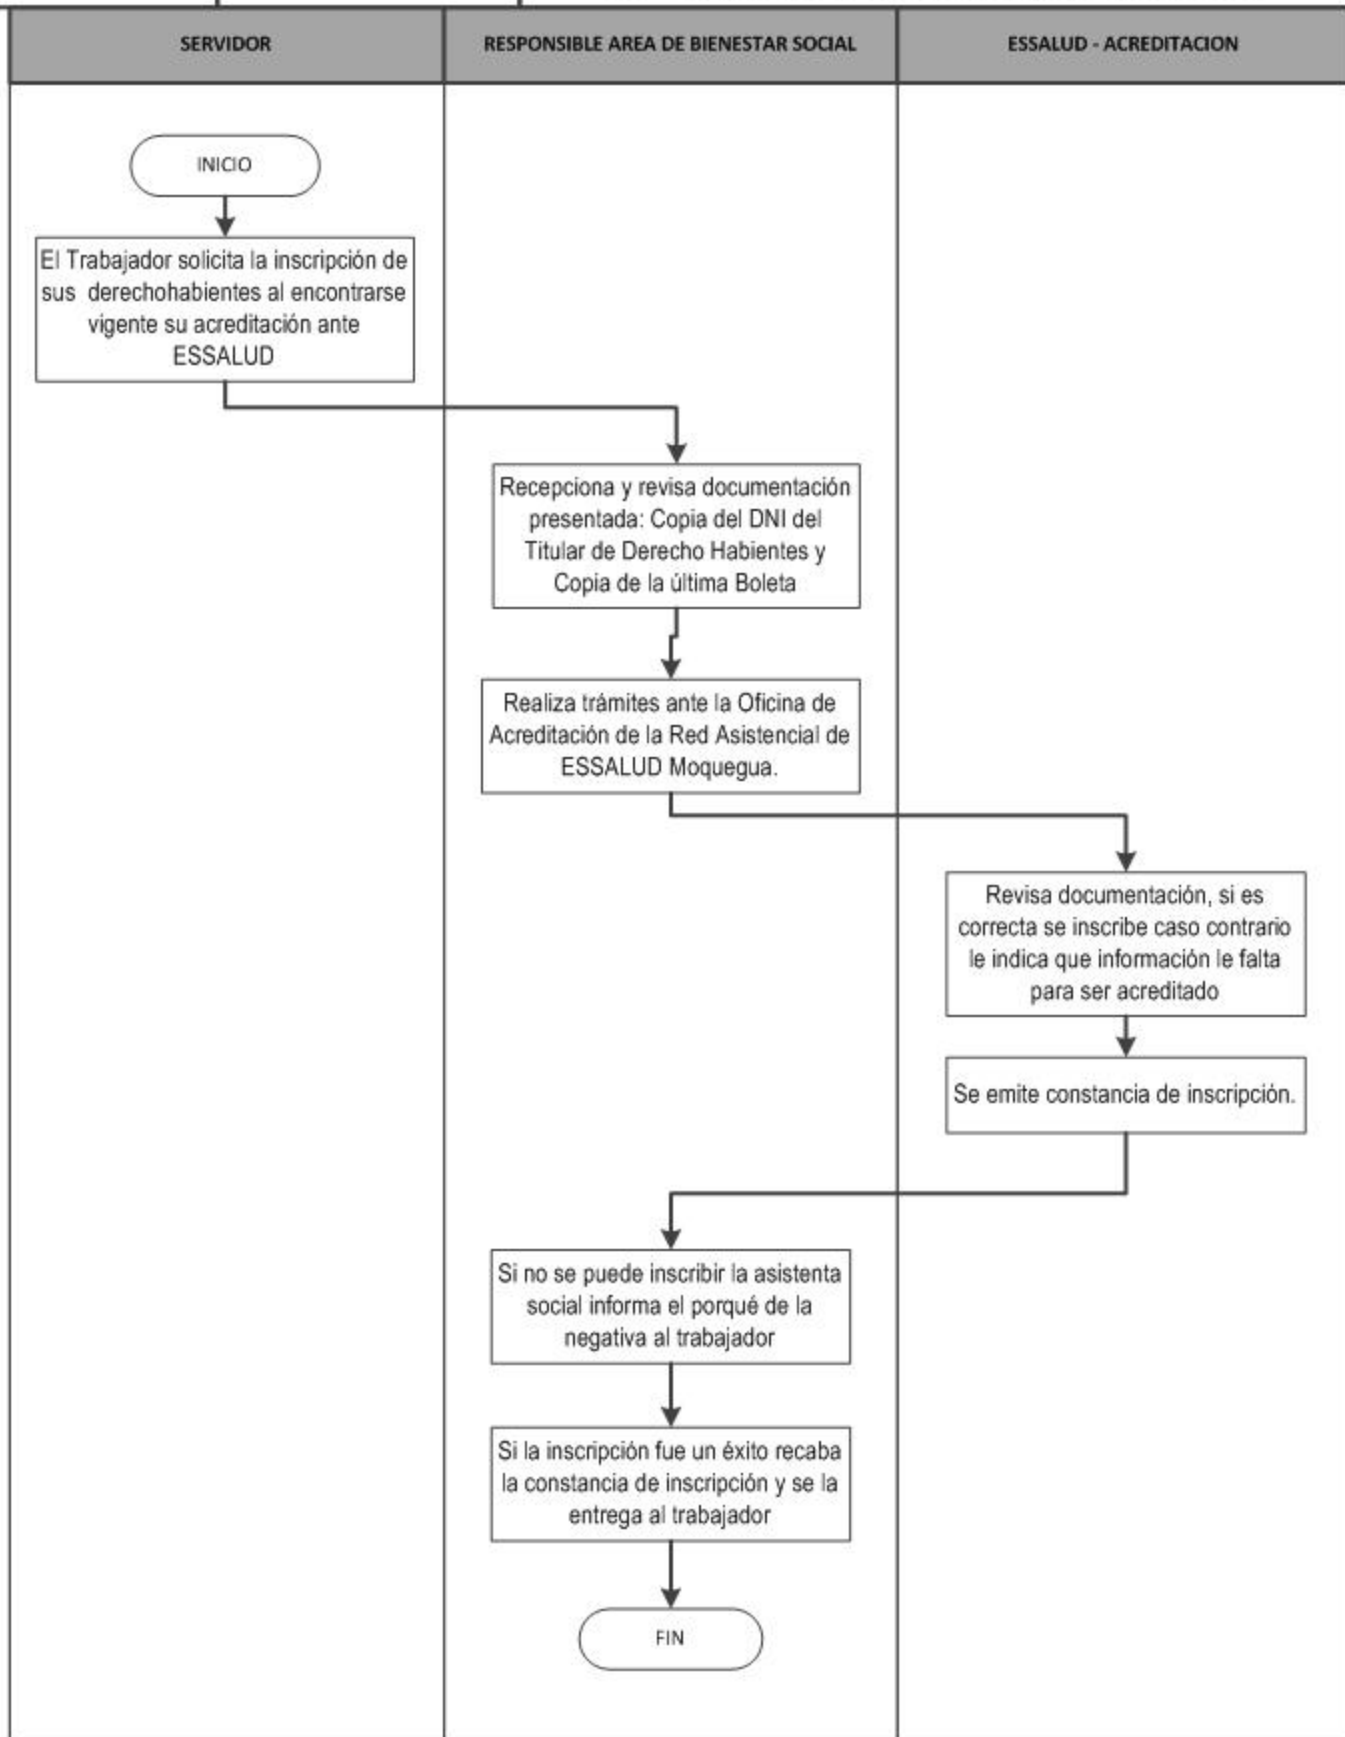 SERVIDOR
RESPONSIBLE AREA DE BIENESTAR SOCIAL
ESSALUD - ACREDITACION
INICIO
El Trabajador solicita la inscripción de
sus derechohabientes al encontrarse
vigente su acreditación ante
ESSALUD
Recepciona y revisa documentación
presentada: Copia del DNI del
Titular de Derecho Habientes y
Copia de la última Boleta
Realiza trámites ante la Oficina de
Acreditación de la Red Asistencial de
ESSALUD Moquegua.
Revisa documentación, si es
correcta se inscribe caso contrario
le indica que información le falta
para ser acreditado
Se emite constancia de inscripción.
Si no se puede inscribir la asistenta
social informa el porqué de la
negativa al trabajador
Si la inscripción fue un éxito recaba
la constancia de inscripción y se la
entrega al trabajador
FIN